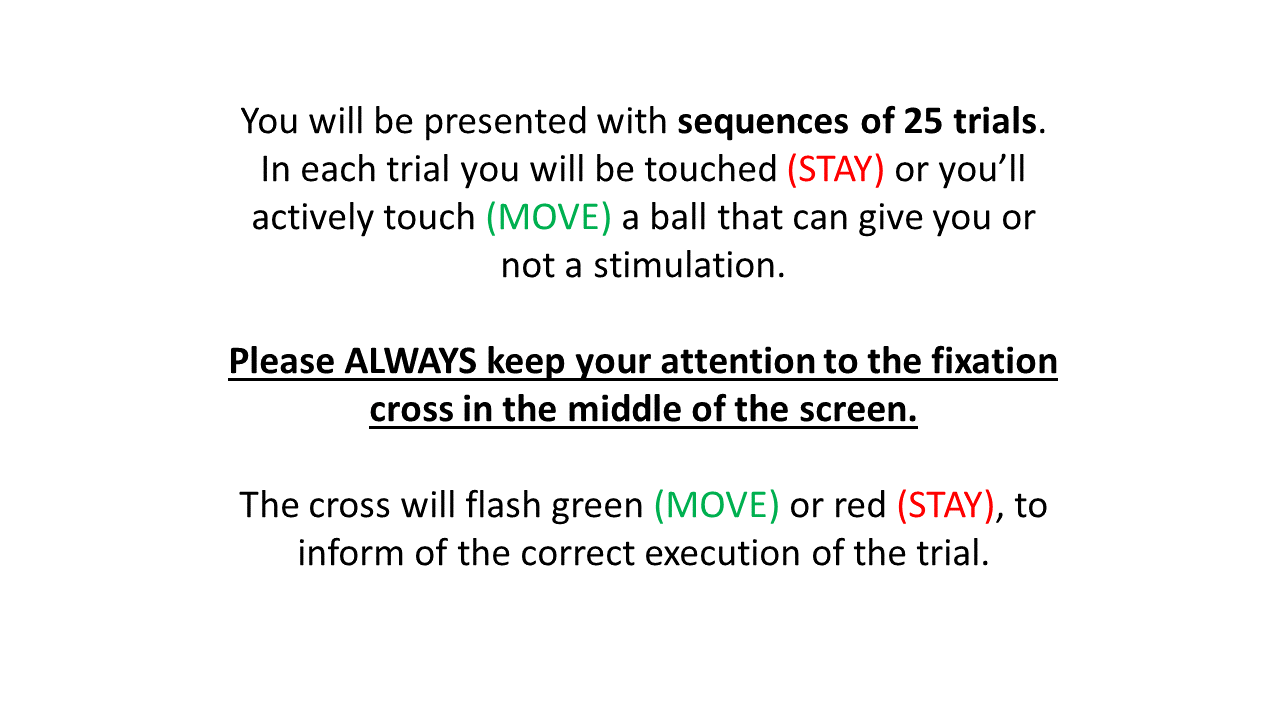 You will be presented with sequences of 25 trials.
In each trial you will be touched (STAY) or you’ll
actively touch (MOVE) a ball that can give you or
not a stimulation.
Please ALWAYS keep your attention to the fixation
cross in the middle of the screen.
The cross will flash green (MOVE) or red (STAY), to
inform of the correct execution of the trial.